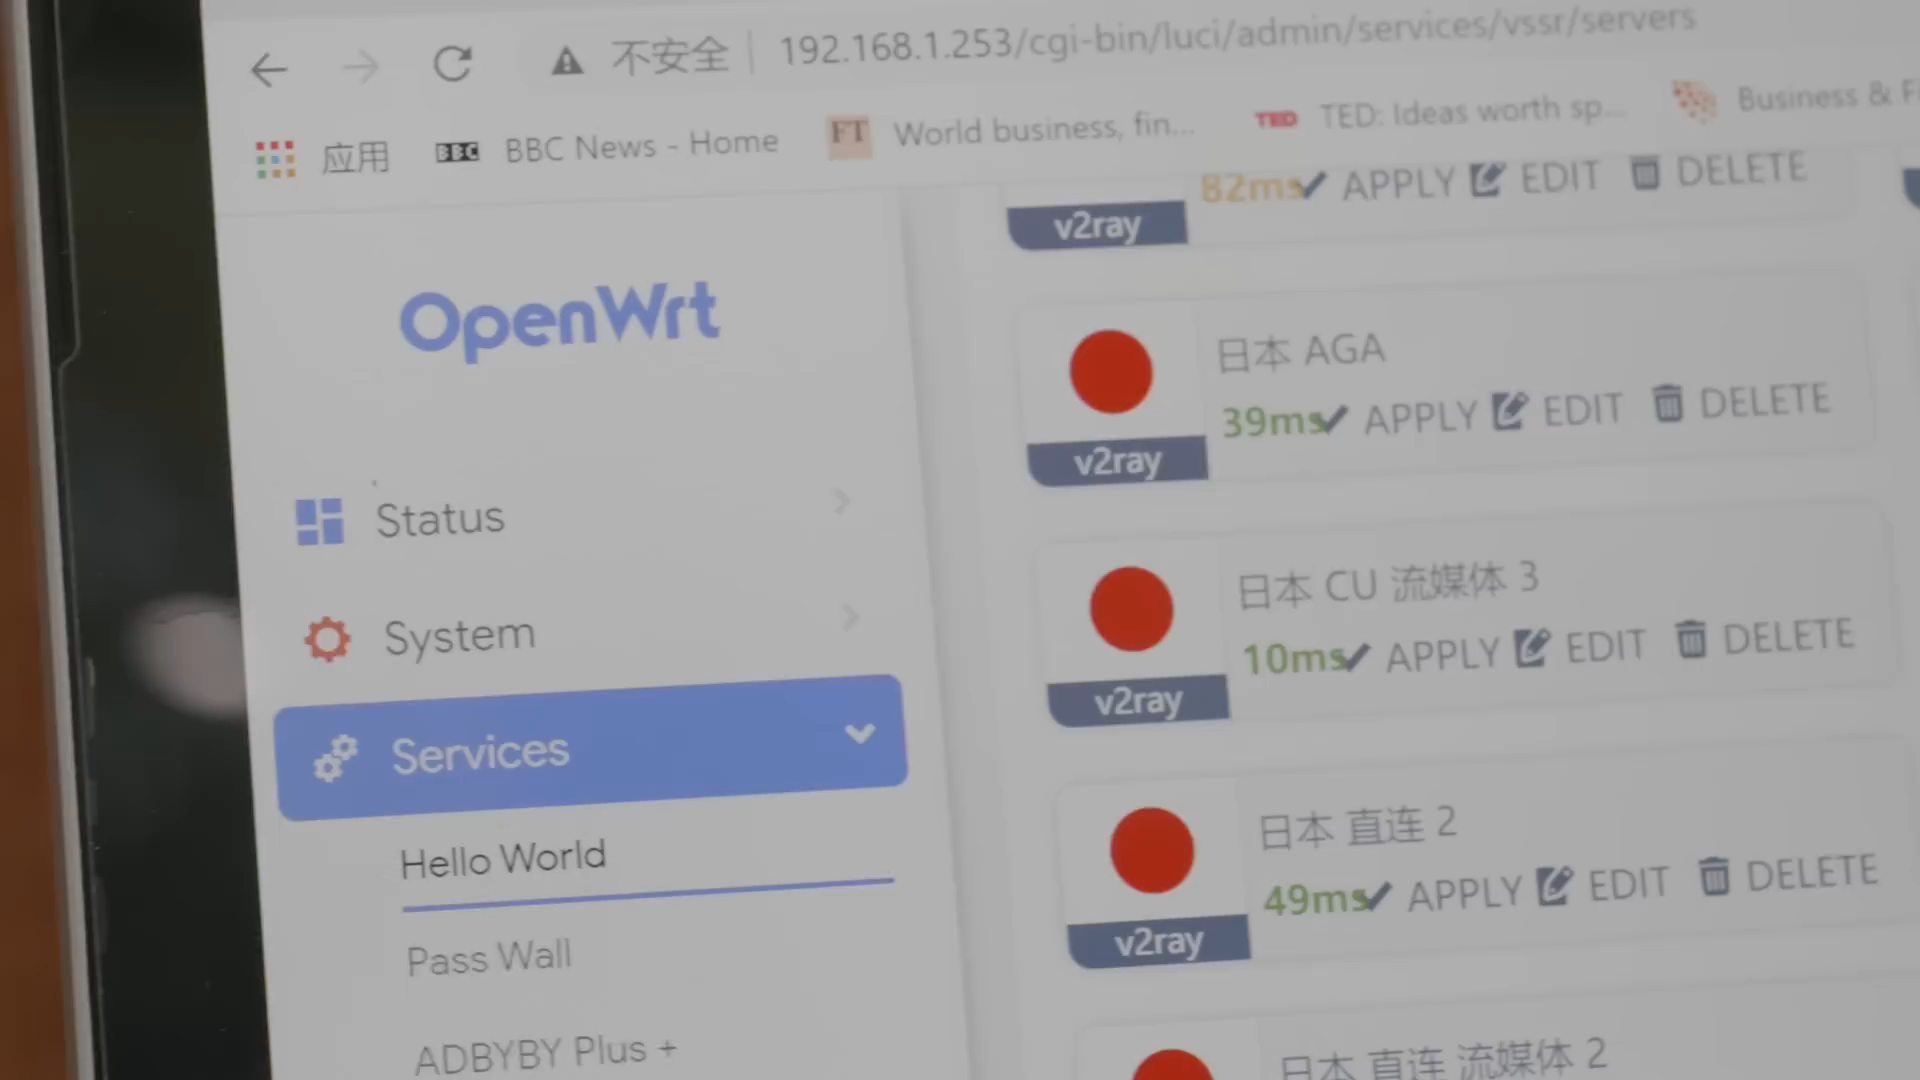 不安全 192.168.1.253/cgi-bin/luci/admin/services/vssr/servers
应用 BBC BBC News - Home FT World business, fin... TED TED: Ideas worth sp... Business &
82ms APPLY EDIT DELETE
v2ray
OpenWrt
日本 AGA
39ms APPLY EDIT DELETE
v2ray
Status
日本 CU 流媒体 3
10ms APPLY EDIT DELETE
v2ray
System
Services
日本 直连 2
49ms APPLY EDIT DELETE
v2ray
Hello World
Pass Wall
ADBYBY Plus +
日本 直连 流媒体 2